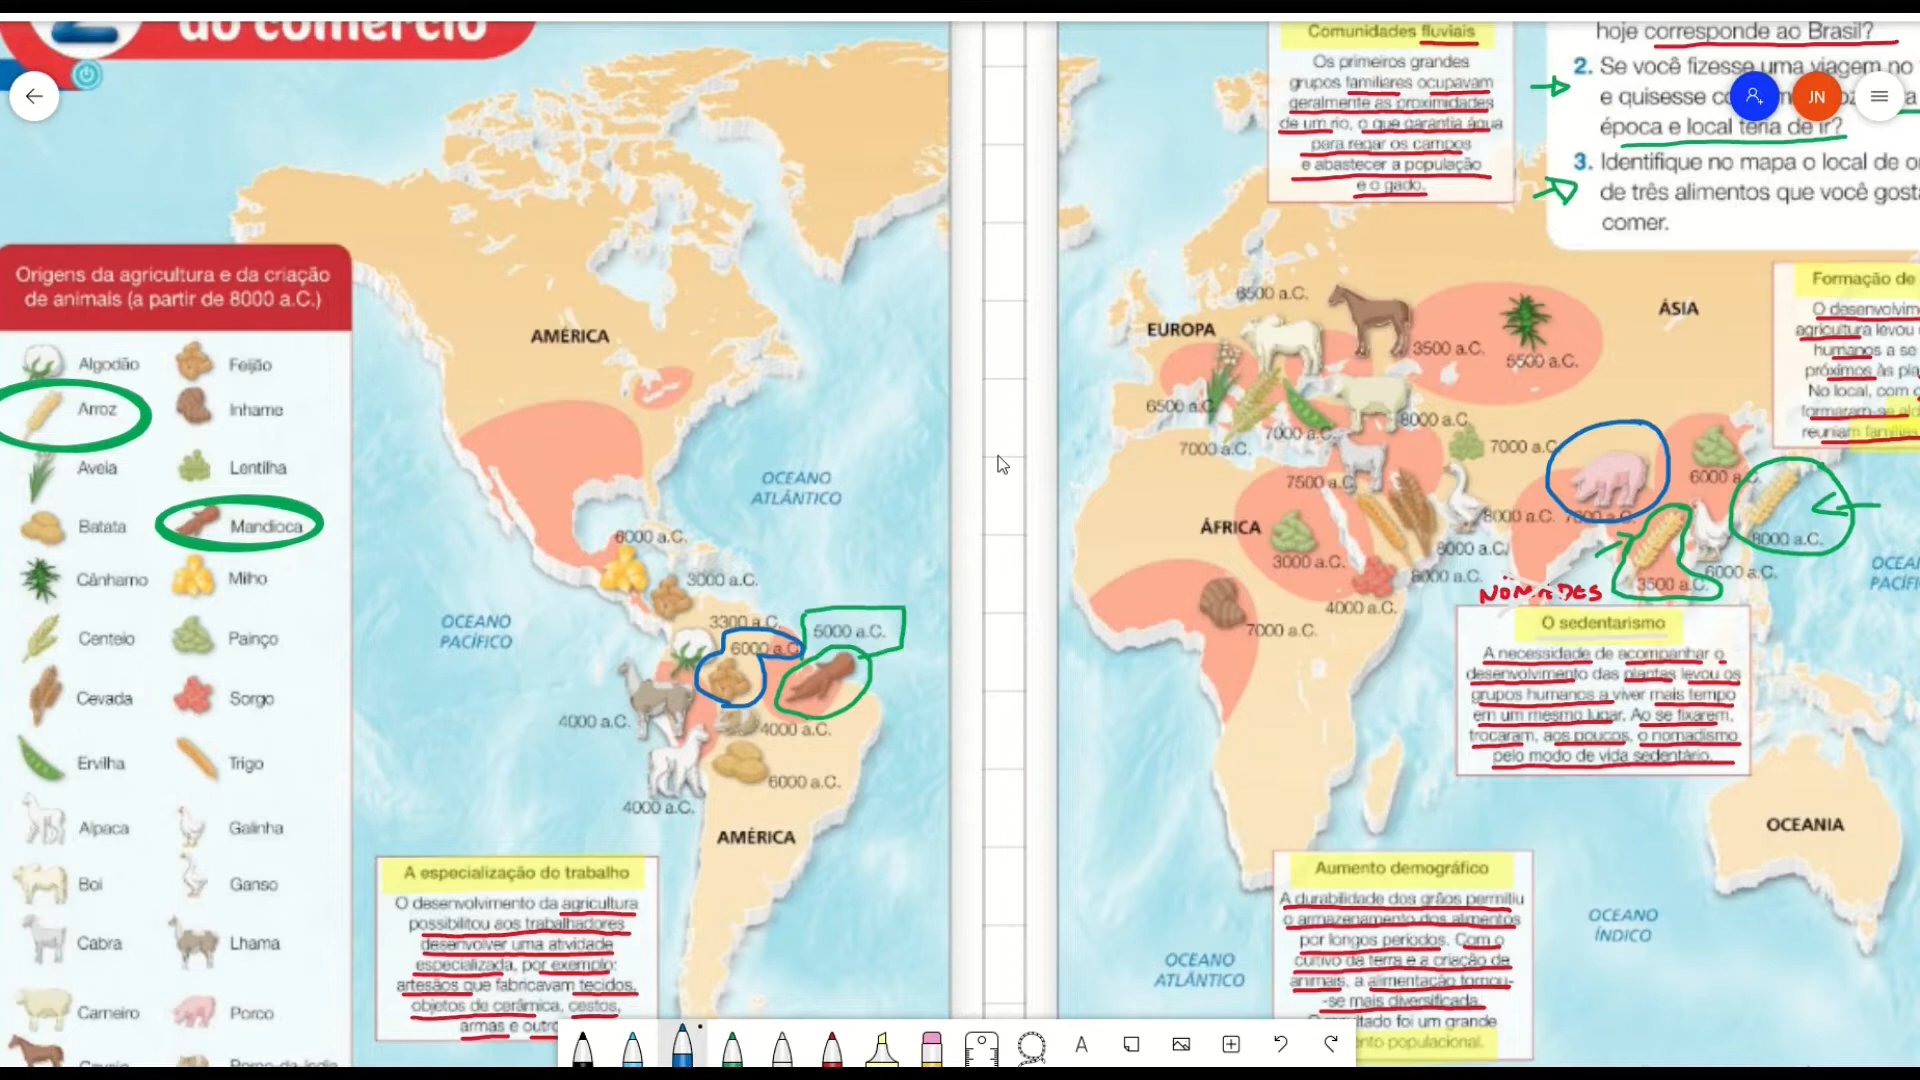 do comércio
Origens da agricultura e da criação
de animais (a partir de 8000 a.C.)
Algodão
Feijão
Arroz
Inhame
Aveia
Lentilha
Batata
Mandioca
Cânhamo
Milho
Centeio
Painço
Cevada
Sorgo
Ervilha
Trigo
Alpaca
Galinha
Boi
Ganso
Cabra
Lhama
Carneiro
Porco
AMÉRICA
OCEANO
ATLÂNTICO
OCEANO
PACÍFICO
6000 a.C.
3000 a.C.
3300 a.C.
6000 a.C.
5000 a.C.
4000 a.C.
4000 a.C.
6000 a.C.
4000 a.C.
AMÉRICA
A especialização do trabalho
O desenvolvimento da agricultura
possibilitou aos trabalhadores
desenvolver uma atividade
especializada, por exemplo:
artesãos que fabricavam tecidos,
objetos de cerâmica, cestos,
armas e
Comunidades fluviais
Os primeiros grandes
grupos familiares ocupavam
geralmente as proximidades
de um rio, o que garantia água
para regar os campos
e abastecer a população
e o gado.
hoje corresponde ao Brasil?
2. Se você fizesse uma viagem no
e quisesse
época e local teria de ir?
3. Identifique no mapa o local de
de três alimentos que você
comer.
JN
Formação de
O
agricultura levou
humanos a se
próximos às
No local, com
formaram-se
reuniam famílias
EUROPA
ÁSIA
6500 a.C.
3500 a.C.
5500 a.C.
6500 a.C.
7000 a.C.
7000 a.C.
8000 a.C.
7000 a.C.
7500 a.C.
6000 a.C.
8000 a.C.
8000 a.C.
8000 a.C.
8000 a.C.
ÁFRICA
3000 a.C.
4000 a.C.
7000 a.C.
3500 a.C.
6000 a.C.
NÔMADES
O sedentarismo
A necessidade de acompanhar o
desenvolvimento das plantas levou os
grupos humanos a viver mais tempo
em um mesmo lugar. Ao se fixarem,
trocaram, aos poucos, o nomadismo
pelo modo de vida sedentário.
OCEANIA
Aumento demográfico
A durabilidade dos grãos permitiu
o armazenamento dos alimentos
por longos períodos. Com o
cultivo da terra e a criação de
animais, a alimentação tornou-
-se mais diversificada.
foi um grande
populacional.
OCEANO
ÍNDICO
OCEANO
ATLÂNTICO
A